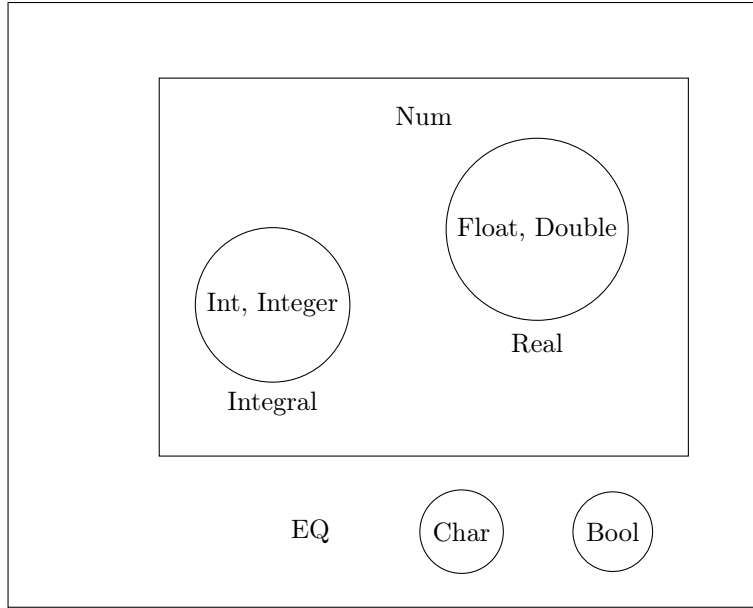 Num
Float, Double
Int, Integer
Real
Integral
EQ
Char
Bool